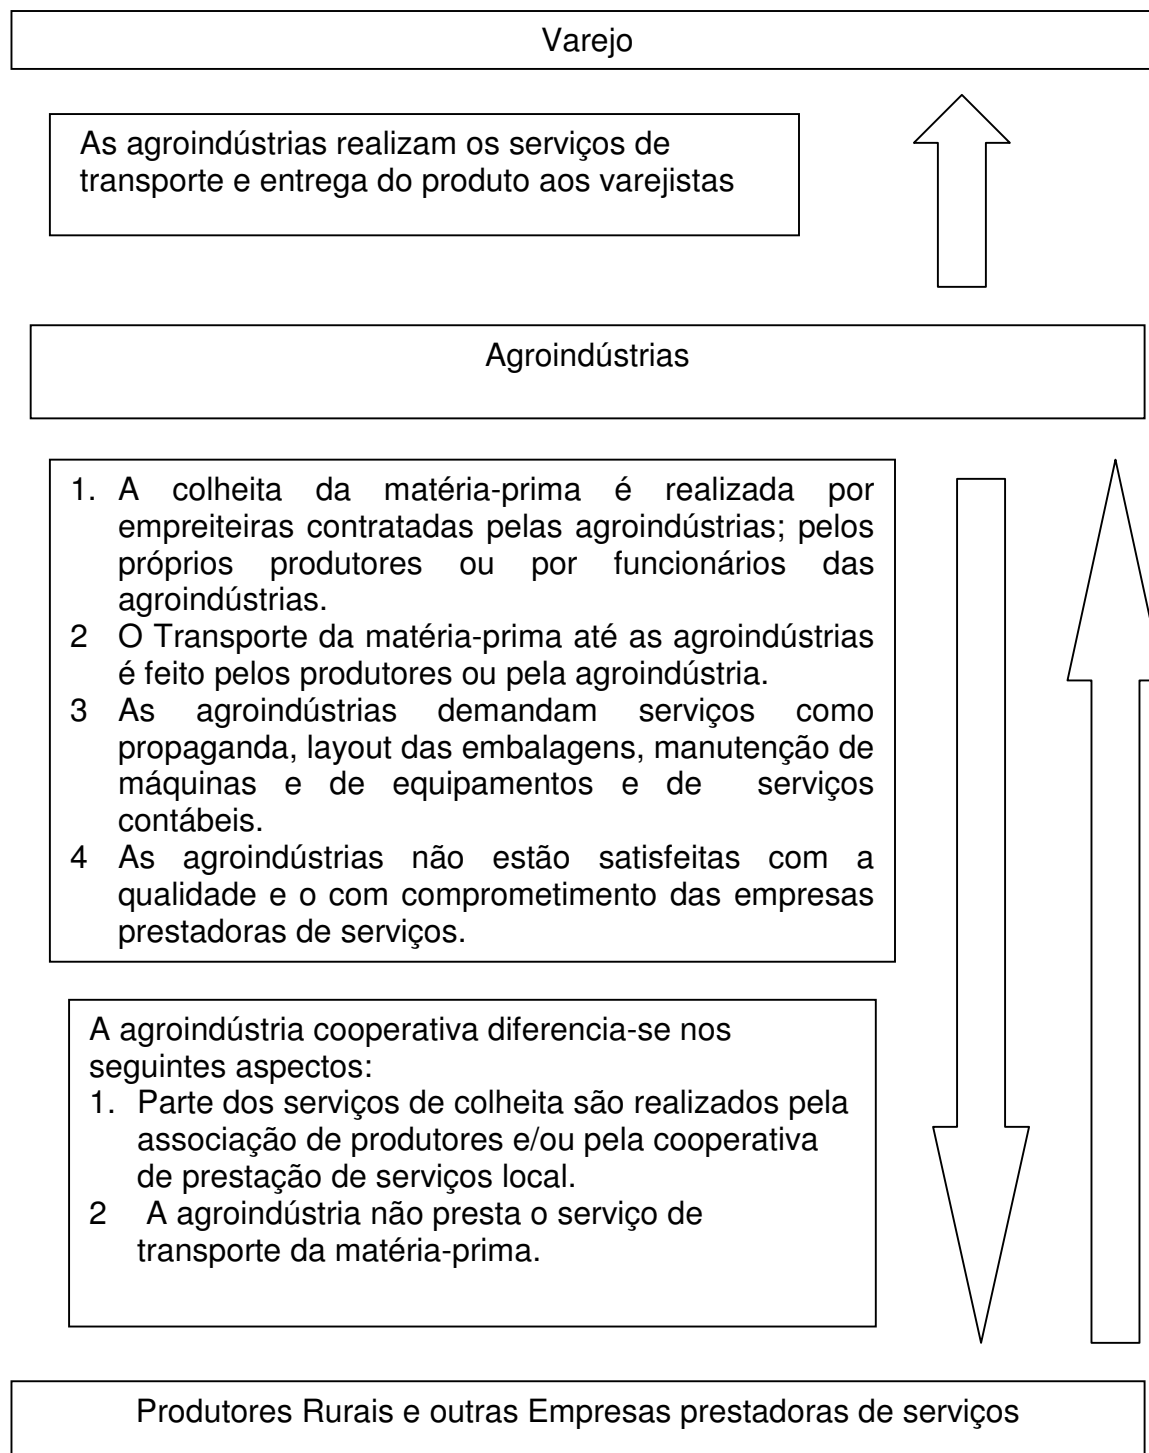 Varejo
As agroindústrias realizam os serviços de
transporte e entrega do produto aos varejistas
Agroindústrias
1. A colheita da matéria-prima é realizada por
empreiteiras contratadas pelas agroindústrias; pelos
próprios produtores ou por funcionários das
agroindústrias.
2 O Transporte da matéria-prima até as agroindústrias
é feito pelos produtores ou pela agroindústria.
3 As agroindústrias demandam serviços como
propaganda, layout das embalagens, manutenção de
máquinas e de equipamentos e de serviços
contábeis.
4 As agroindústrias não estão satisfeitas com a
qualidade e o com comprometimento das empresas
prestadoras de serviços.
A agroindústria cooperativa diferencia-se nos
seguintes aspectos:
1. Parte dos serviços de colheita são realizados pela
associação de produtores e/ou pela cooperativa
de prestação de serviços local.
2 A agroindústria não presta o serviço de
transporte da matéria-prima.
Produtores Rurais e outras Empresas prestadoras de serviços